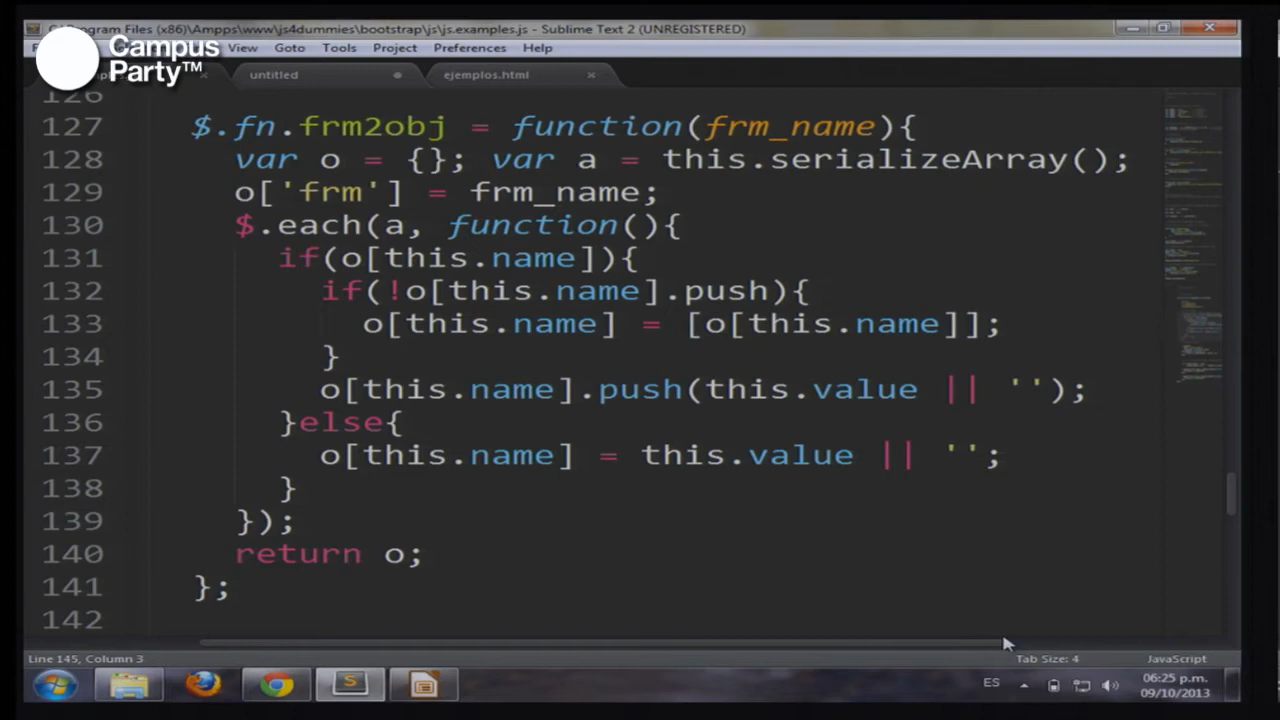 C:\Program Files (x86)\Ampps\www\js4dummies\bootstrap\js\js.examples.js - Sublime Text 2 (UNREGISTERED)
Campus
Party™
View Goto Tools Project Preferences Help
untitled
ejemplos.html
126
127 $.fn.frm2obj = function(frm_name){
128 var o = {}; var a = this.serializeArray();
129 o['frm'] = frm_name;
130 $.each(a, function(){
131 if(o[this.name]){
132 if(!o[this.name].push){
133 o[this.name] = [o[this.name]];
134 }
135 o[this.name].push(this.value || '');
136 }else{
137 o[this.name] = this.value || '';
138 }
139 });
140 return o;
141 };
142
Line 145, Column 3
Tab Size: 4
JavaScript
ES
06:25 p.m.
09/10/2013